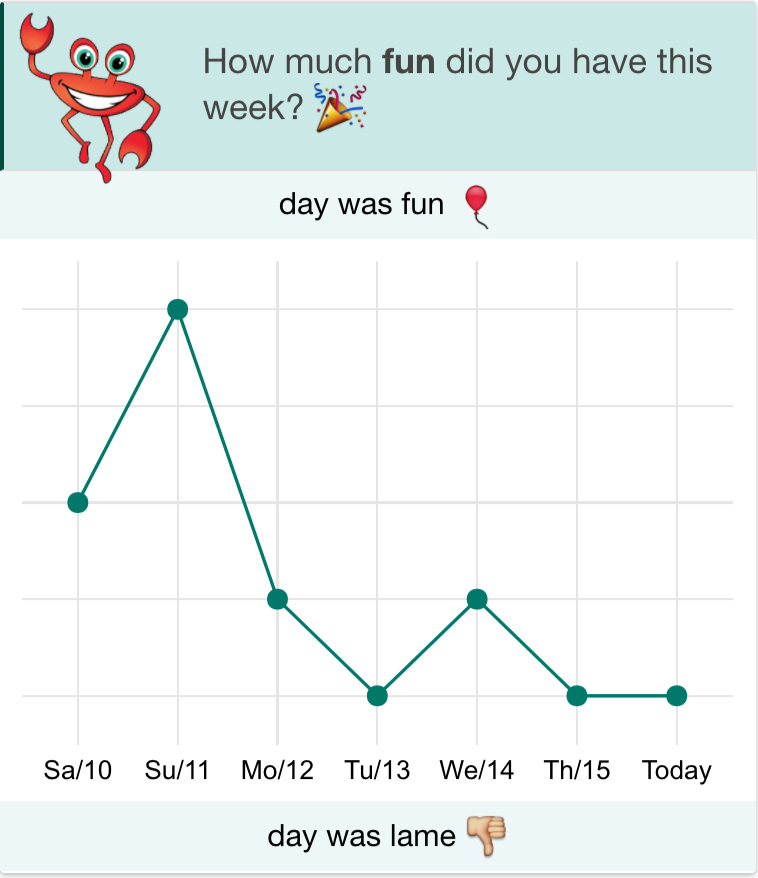 How much fun did you have this
week? 🎉
day was fun 🎈
Sa/10 Su/11 Mo/12 Tu/13 We/14 Th/15 Today
day was lame 👎🏼